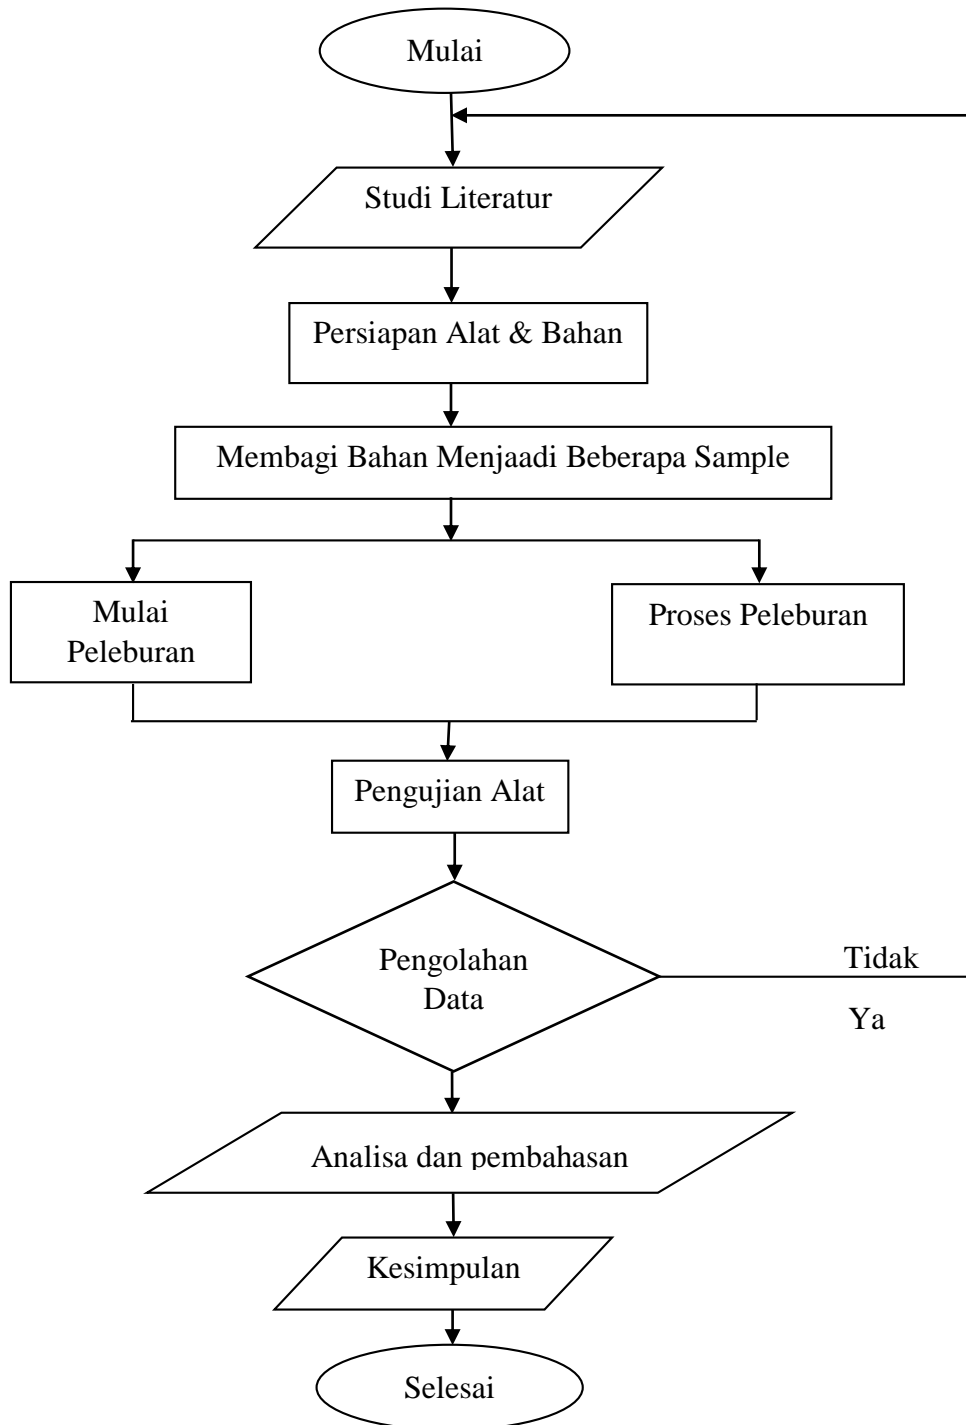 Mulai
Studi Literatur
Persiapan Alat & Bahan
Membagi Bahan Menjaadi Beberapa Sample
Mulai
Peleburan
Proses Peleburan
Pengujian Alat
Pengolahan
Data
Tidak
Ya
Analisa dan pembahasan
Kesimpulan
Selesai